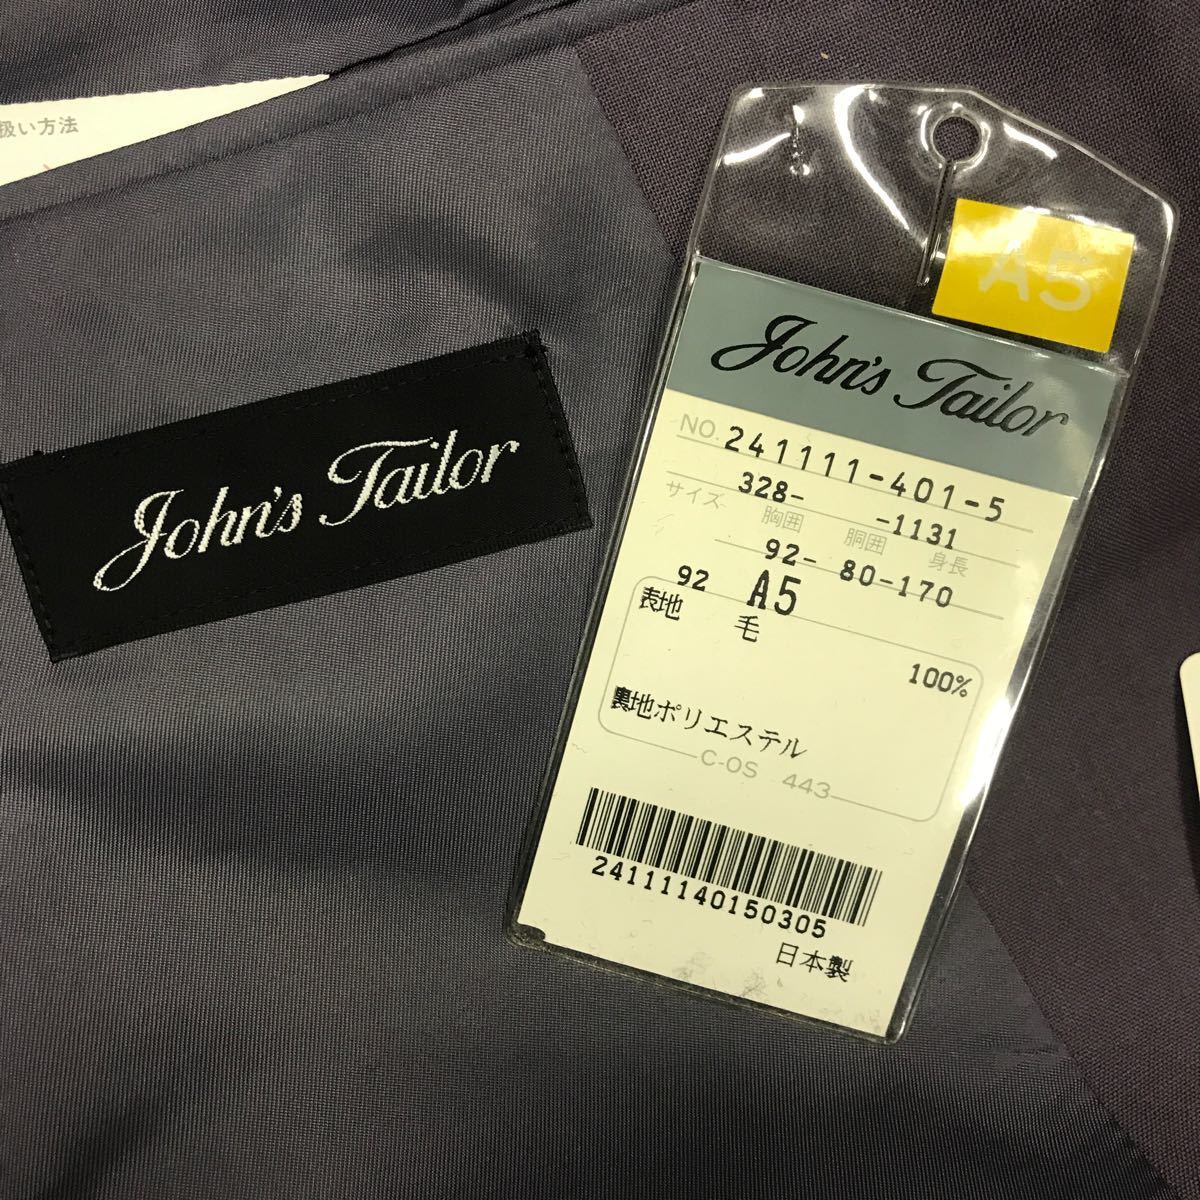 扱い方法
John's Tailor
A5
John's Tailor
NO. 241111-401-5
328- -1131
サイズ 胸囲 胴囲 身長
92- 80-170
92 A5
表地 毛
100%
裏地ポリエステル
C-OS 443
24111140150305
日本製